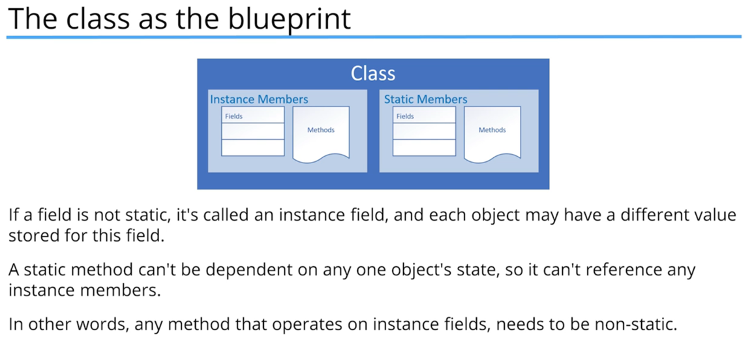 The class as the blueprint
Class
Instance Members
Fields
Methods
Static Members
Fields
Methods
If a field is not static, it's called an instance field, and each object may have a different value
stored for this field.
A static method can't be dependent on any one object's state, so it can't reference any
instance members.
In other words, any method that operates on instance fields, needs to be non-static.